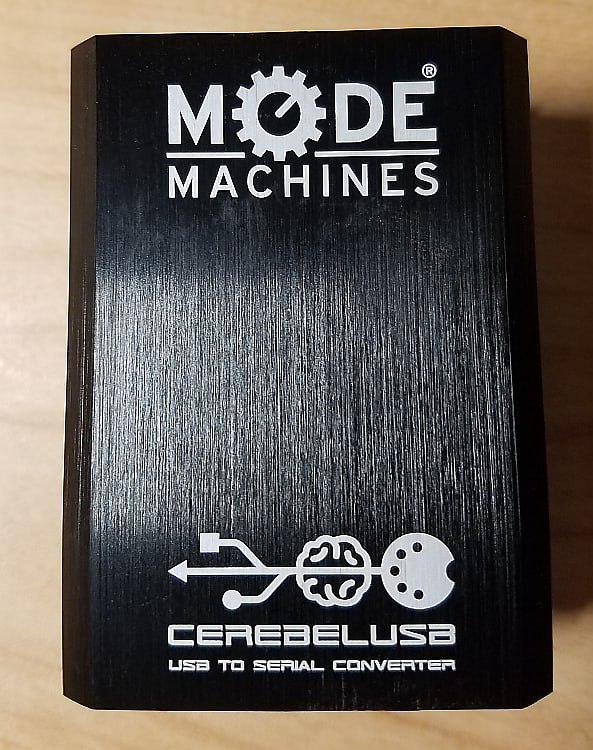 MODE®
MACHINES
CEREBELUSB
USB TO SERIAL CONVERTER